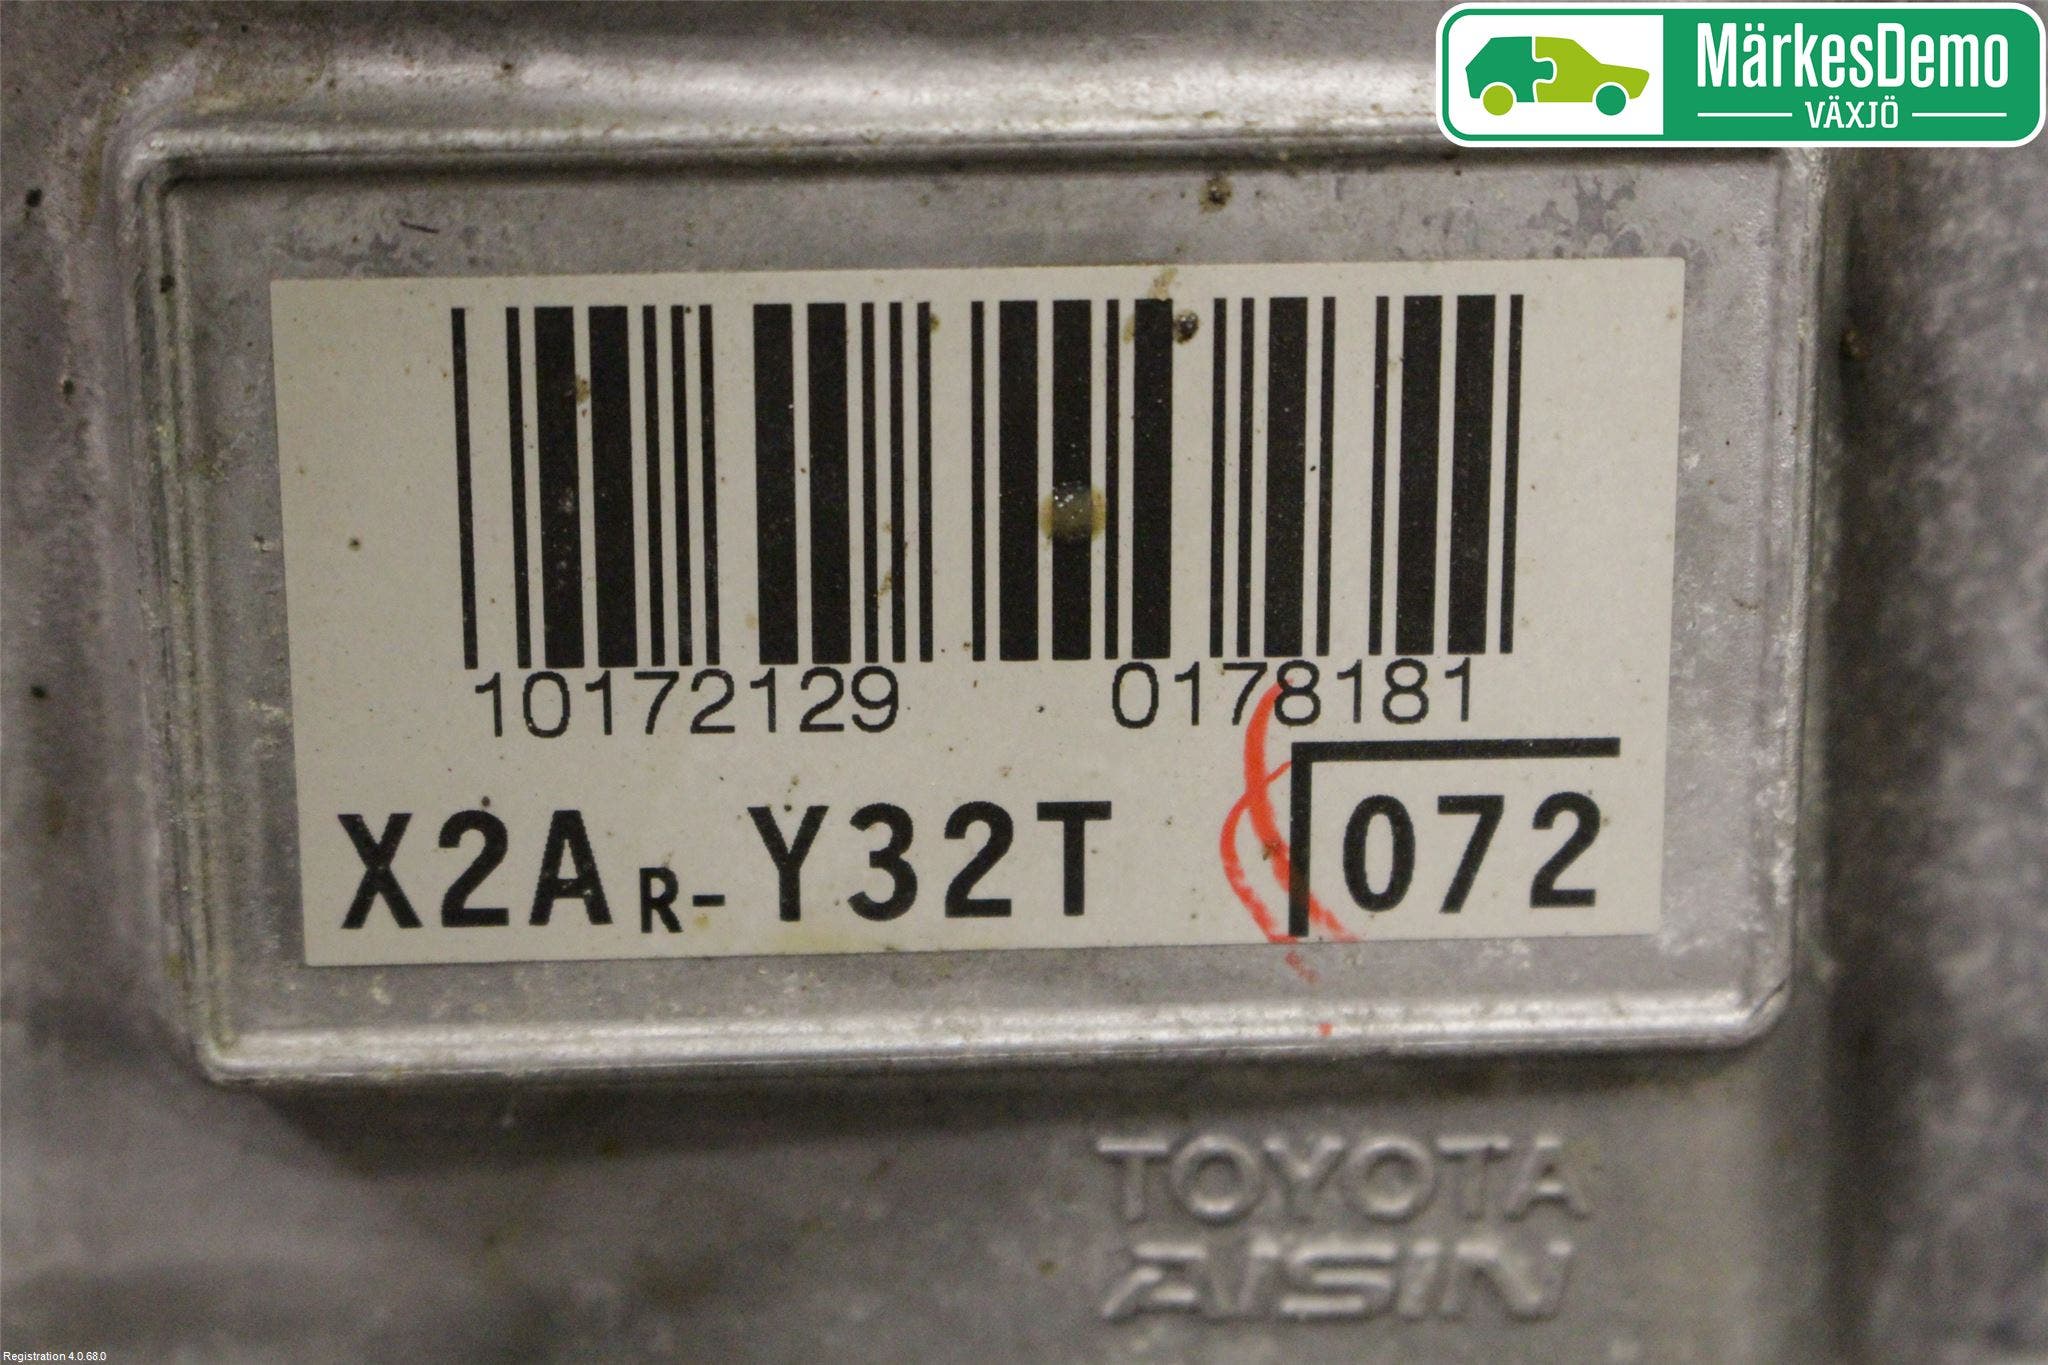 MärkesDemo
VÄXJÖ
10172129 0178181
X2AR-Y32T 072
TOYOTA
AISIN
Registration 4.0.68.0